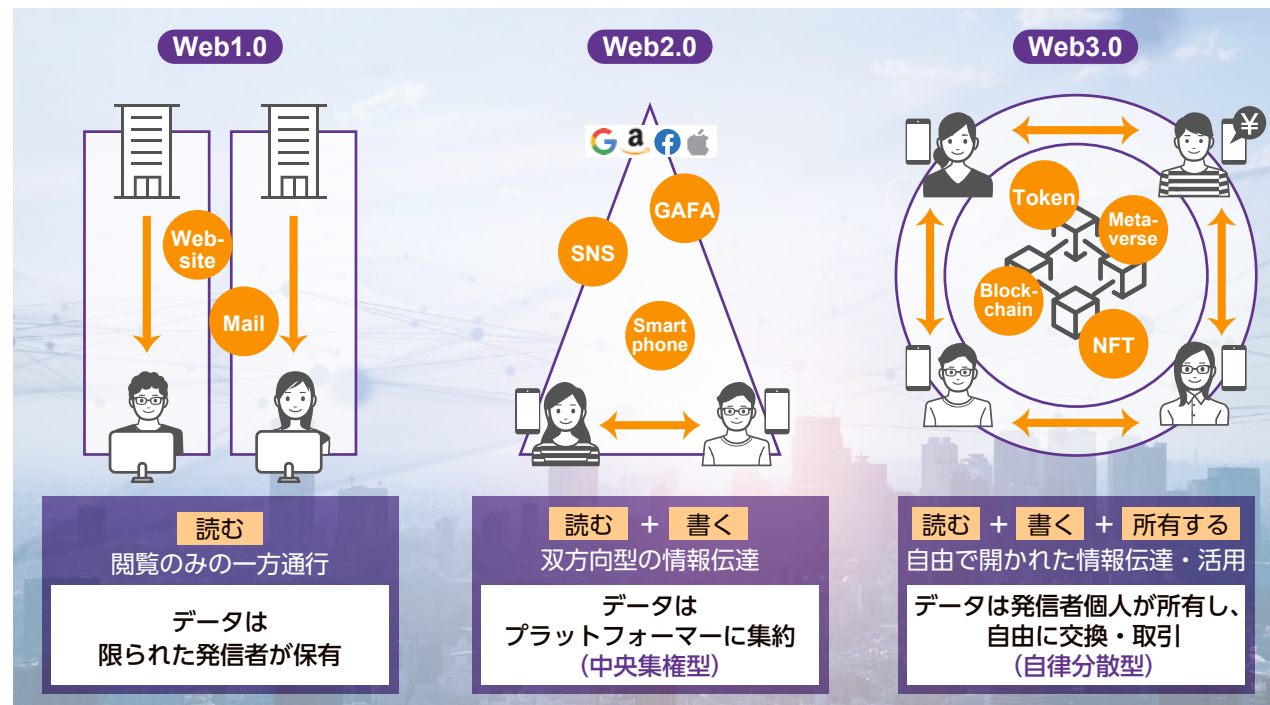 Web1.0
Web-
site
Mail
読む
閲覧のみの一方通行
データは
限られた発信者が保有
Web2.0
G a f
GAFA
SNS
Smart
phone
読む + 書く
双方向型の情報伝達
データは
プラットフォーマーに集約
(中央集権型)
Web3.0
¥
Token
Meta-
verse
Block-
chain
NFT
読む + 書く + 所有する
自由で開かれた情報伝達・活用
データは発信者個人が所有し、
自由に交換・取引
(自律分散型)